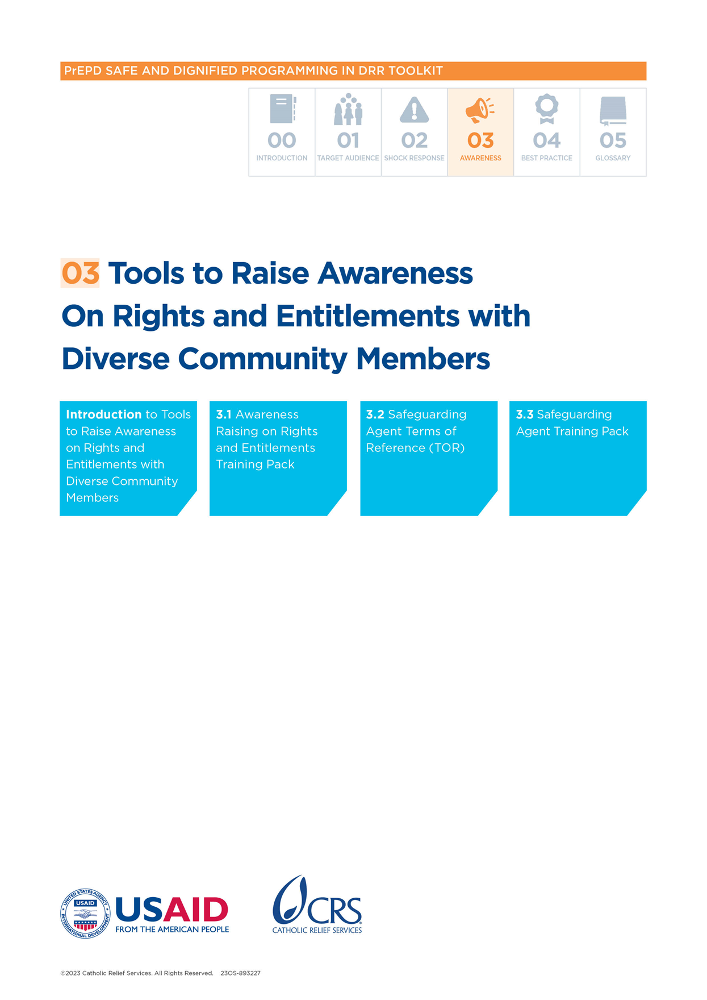 PrEPD SAFE AND DIGNIFIED PROGRAMMING IN DRR TOOLKIT
00
INTRODUCTION
01
TARGET AUDIENCE
02
SHOCK RESPONSE
03
AWARENESS
04
BEST PRACTICE
05
GLOSSARY
03 Tools to Raise Awareness
On Rights and Entitlements with
Diverse Community Members
Introduction to Tools
to Raise Awareness
on Rights and
Entitlements with
Diverse Community
Members
3.1 Awareness
Raising on Rights
and Entitlements
Training Pack
3.2 Safeguarding
Agent Terms of
Reference (TOR)
3.3 Safeguarding
Agent Training Pack
UNITED STATES AGENCY
USAID
INTERNATIONAL DEVELOPMENT
USAID
FROM THE AMERICAN PEOPLE
CRS®
CATHOLIC RELIEF SERVICES
©2023 Catholic Relief Services. All Rights Reserved. 23OS-893227